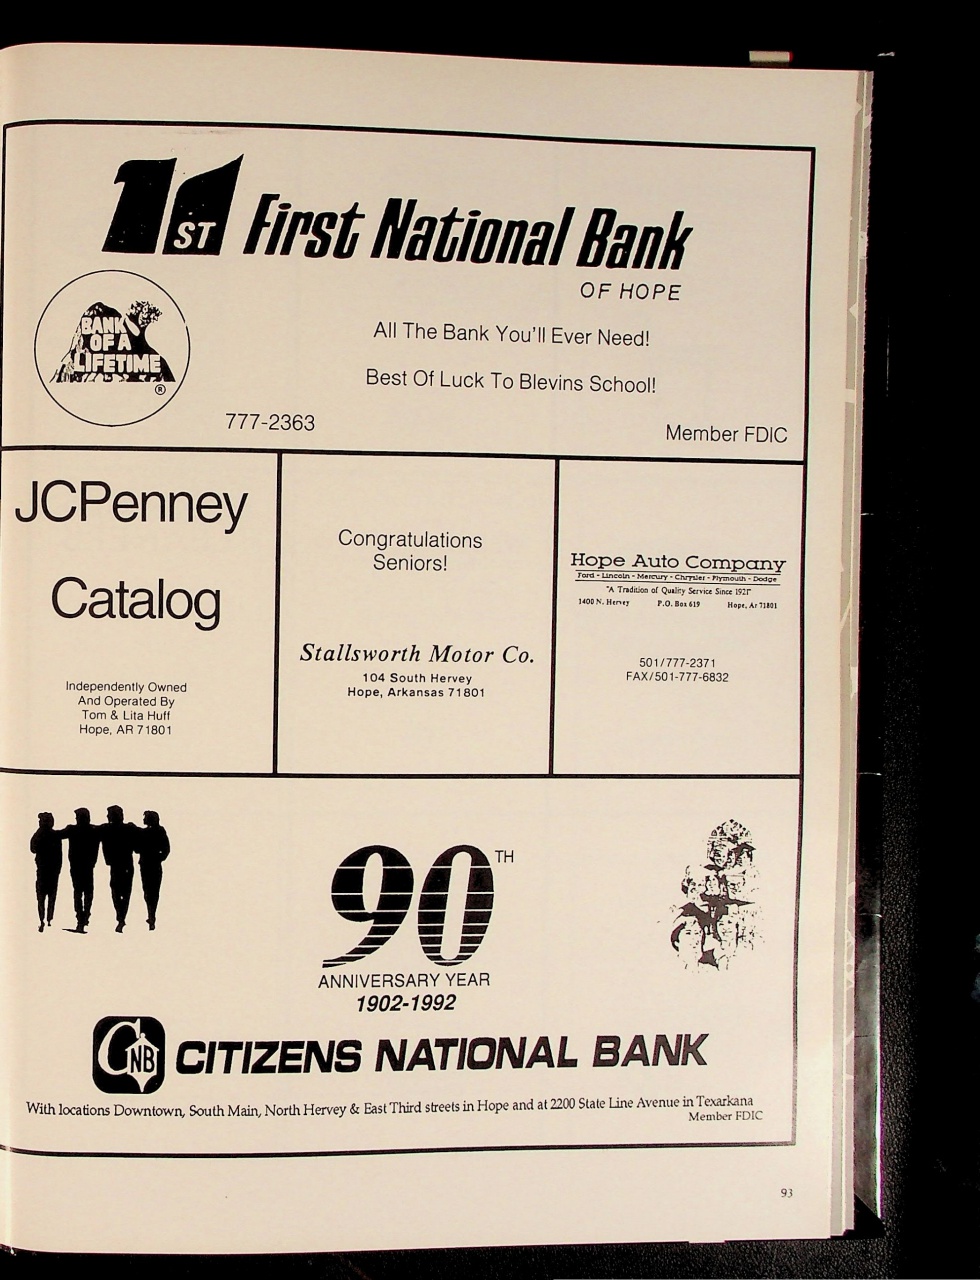 1ST First National Bank
OF HOPE
BANK
OF A
LIFETIME
®
All The Bank You'll Ever Need!
Best Of Luck To Blevins School!
777-2363
Member FDIC
JCPenney
Catalog
Independently Owned
And Operated By
Tom & Lita Huff
Hope, AR 71801
Congratulations
Seniors!
Stallsworth Motor Co.
104 South Hervey
Hope, Arkansas 71801
Hope Auto Company
Ford - Lincoln - Mercury - Chrysler - Plymouth - Dodge
"A Tradition of Quality Service Since 1921"
1400 N. Hervey P.O. Box 619 Hope, Ar 71801
501/777-2371
FAX/501-777-6832
90TH
ANNIVERSARY YEAR
1902-1992
CNB CITIZENS NATIONAL BANK
With locations Downtown, South Main, North Hervey & East Third streets in Hope and at 2200 State Line Avenue in Texarkana
Member FDIC
93